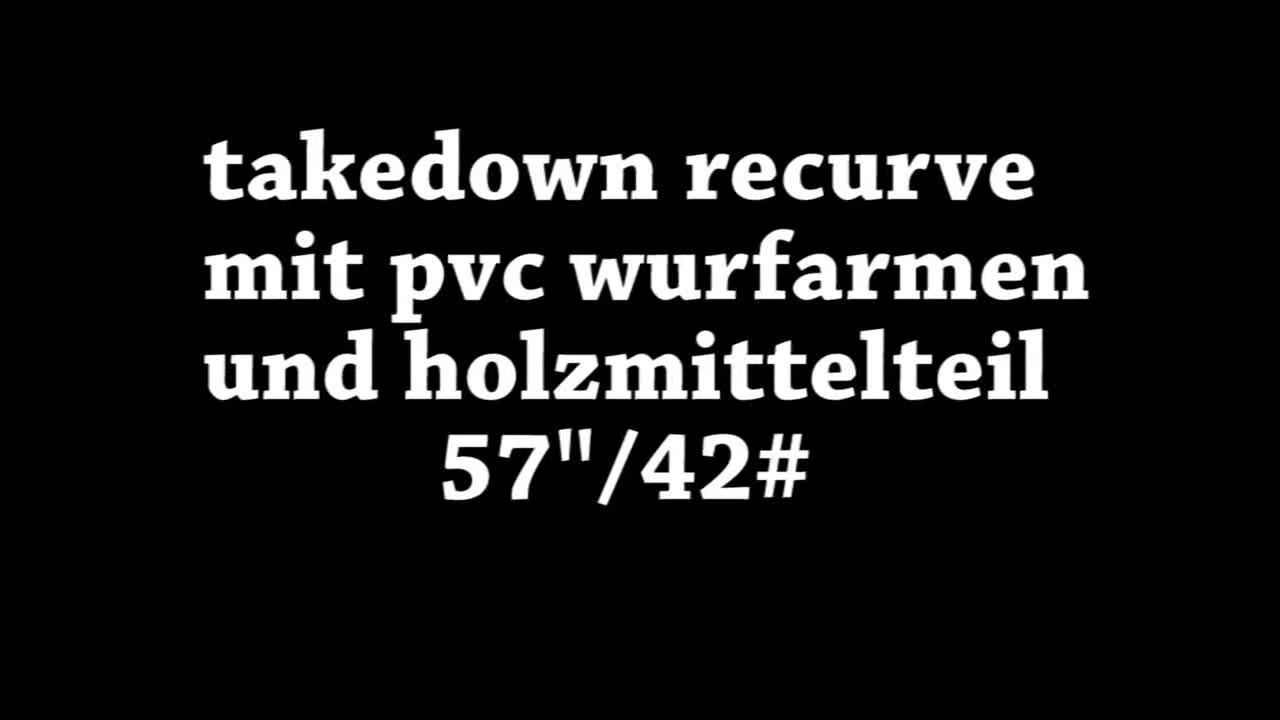 takedown recurve
mit pvc wurfarmen
und holzmittelteil
57"/42#